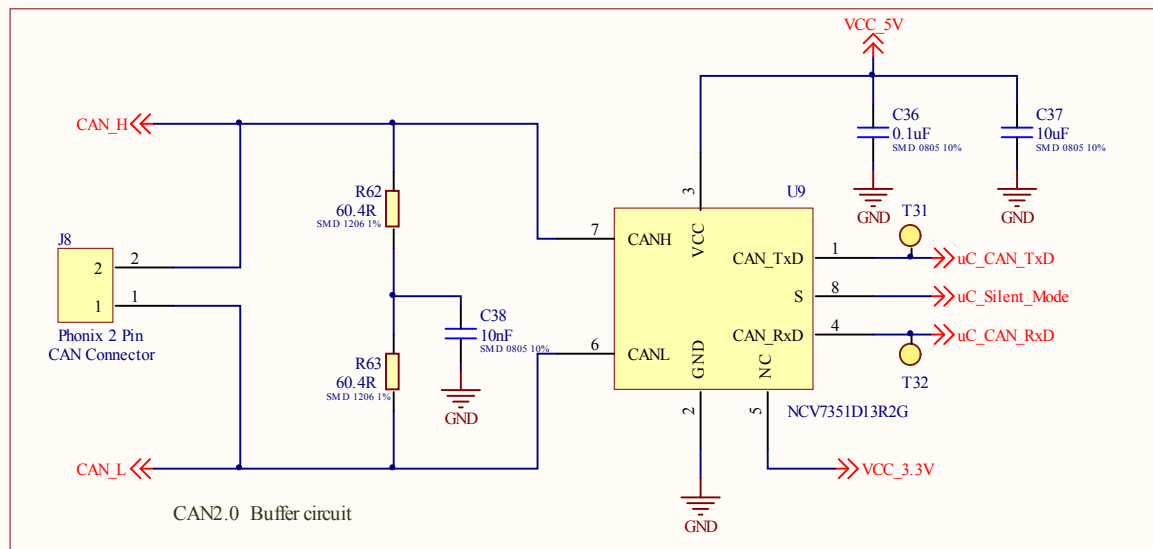 VCC_5V
C36
0.1uF
SMD 0805 10%
C37
10uF
SMD 0805 10%
GND
GND
CAN_H
R62
60.4R
SMD 1206 1%
U9
3
VCC
T31
7
CANH
CAN_TxD
1
uC_CAN_TxD
J8
2
2
1
1
Phonix 2 Pin
CAN Connector
S
8
uC_Silent_Mode
C38
10nF
SMD 0805 10%
GND
R63
60.4R
SMD 1206 1%
6
CANL
GND
NC
CAN_RxD
4
uC_CAN_RxD
T32
2
5
NCV7351D13R2G
CAN_L
VCC_3.3V
GND
CAN2.0 Buffer circuit